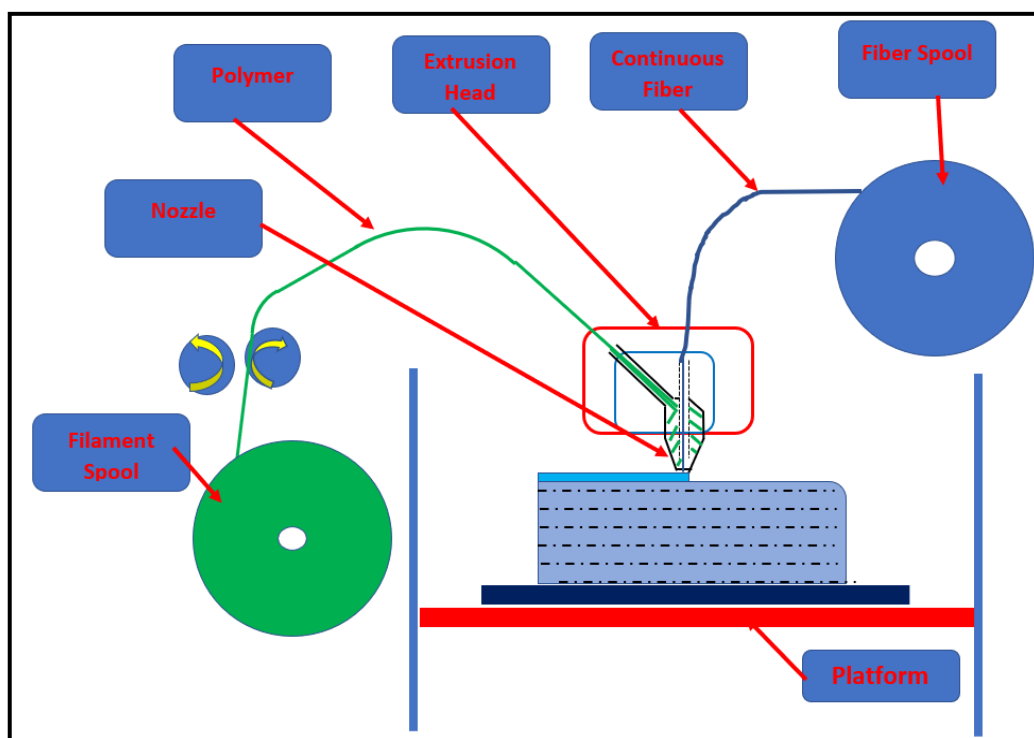 Polymer
Extrusion
Head
Continuous
Fiber
Fiber Spool
Nozzle
Filament
Spool
Platform